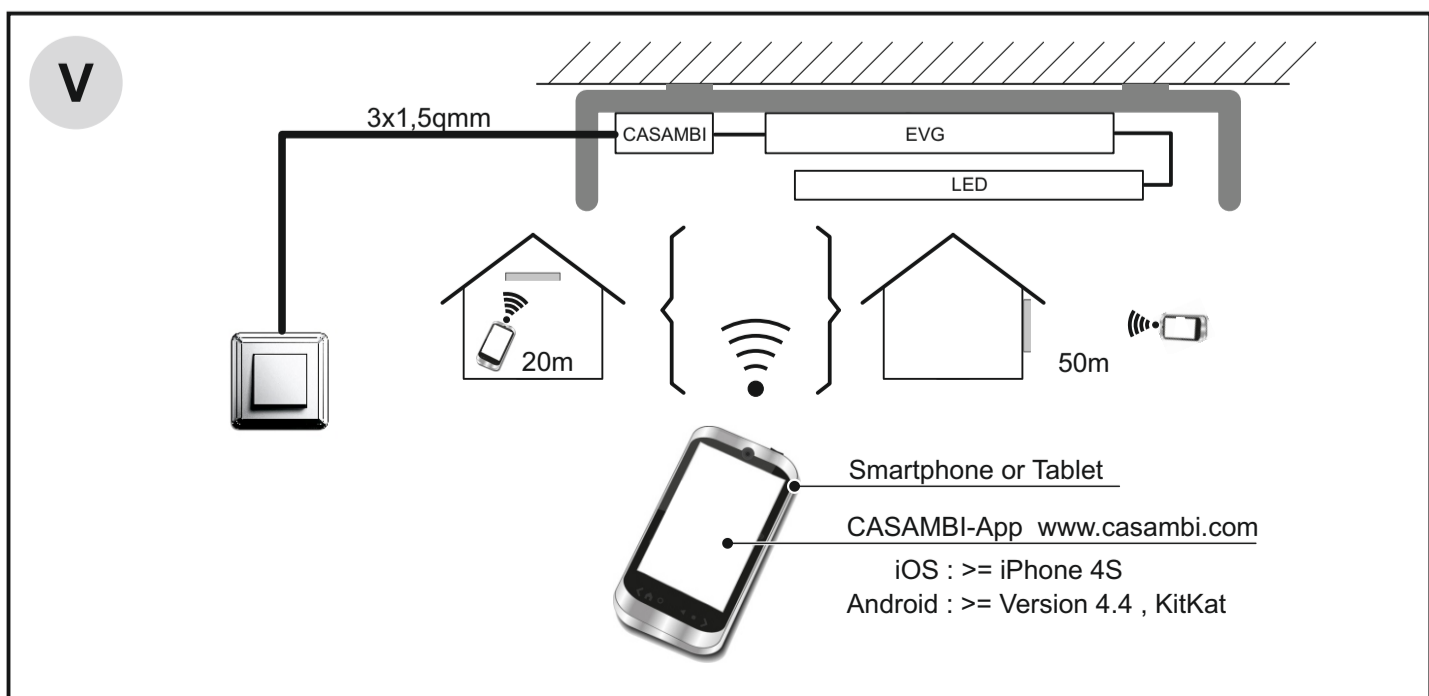 V
3x1,5qmm
CASAMBI
EVG
LED
20m
50m
Smartphone or Tablet
CASAMBI-App www.casambi.com
iOS : >= iPhone 4S
Android : >= Version 4.4 , KitKat